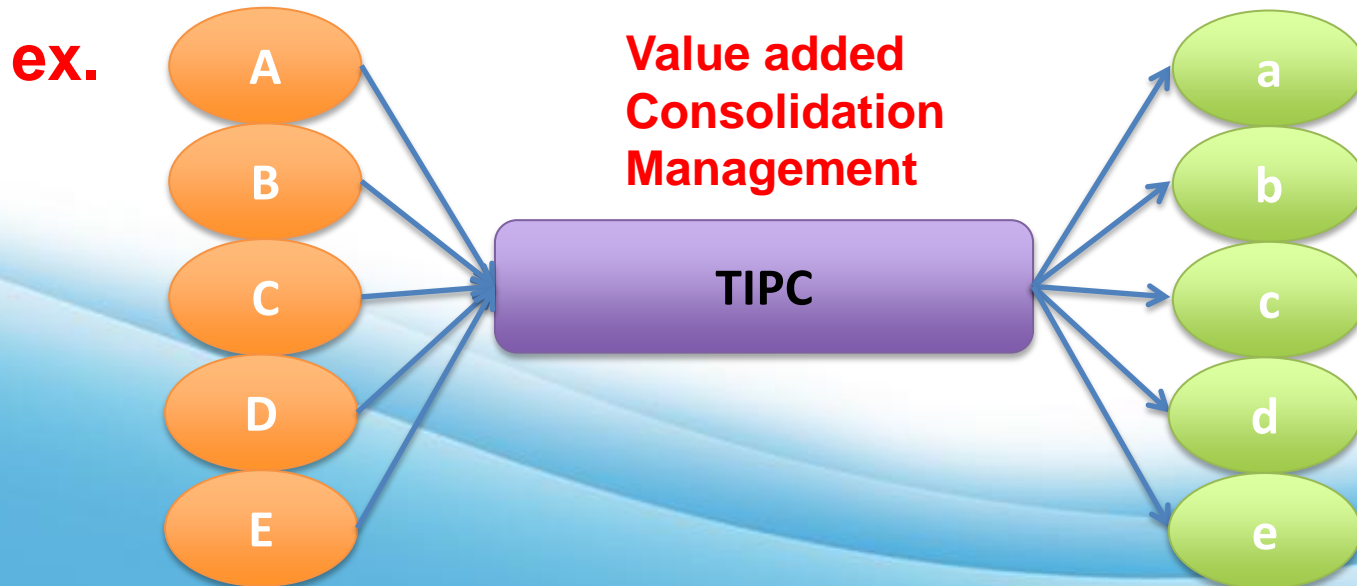 ex.
A
B
C
D
E
Value added
Consolidation
Management
TIPC
a
b
c
d
e